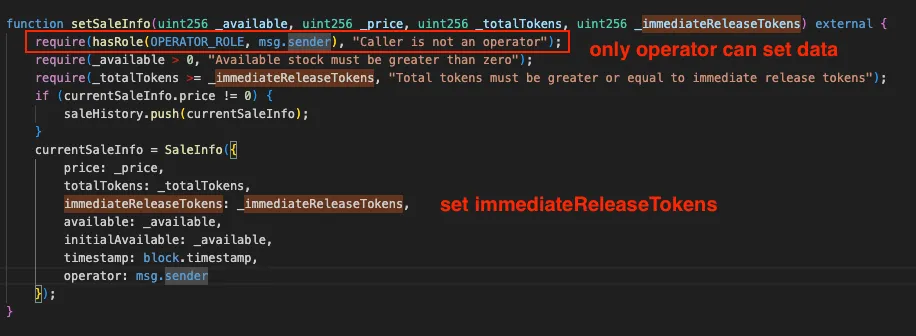 function setSaleInfo(uint256 _available, uint256 _price, uint256 _totalTokens, uint256 _immediateReleaseTokens) external {
require(hasRole(OPERATOR_ROLE, msg.sender), "Caller is not an operator");
only operator can set data
require(_available > 0, "Available stock must be greater than zero");
require(_totalTokens >= _immediateReleaseTokens, "Total tokens must be greater or equal to immediate release tokens");
if (currentSaleInfo.price != 0) {
saleHistory.push(currentSaleInfo);
}
currentSaleInfo = SaleInfo({
price: _price,
totalTokens: _totalTokens,
immediateReleaseTokens: _immediateReleaseTokens,
set immediateReleaseTokens
available: _available,
initialAvailable: _available,
timestamp: block.timestamp,
operator: msg.sender
});
}